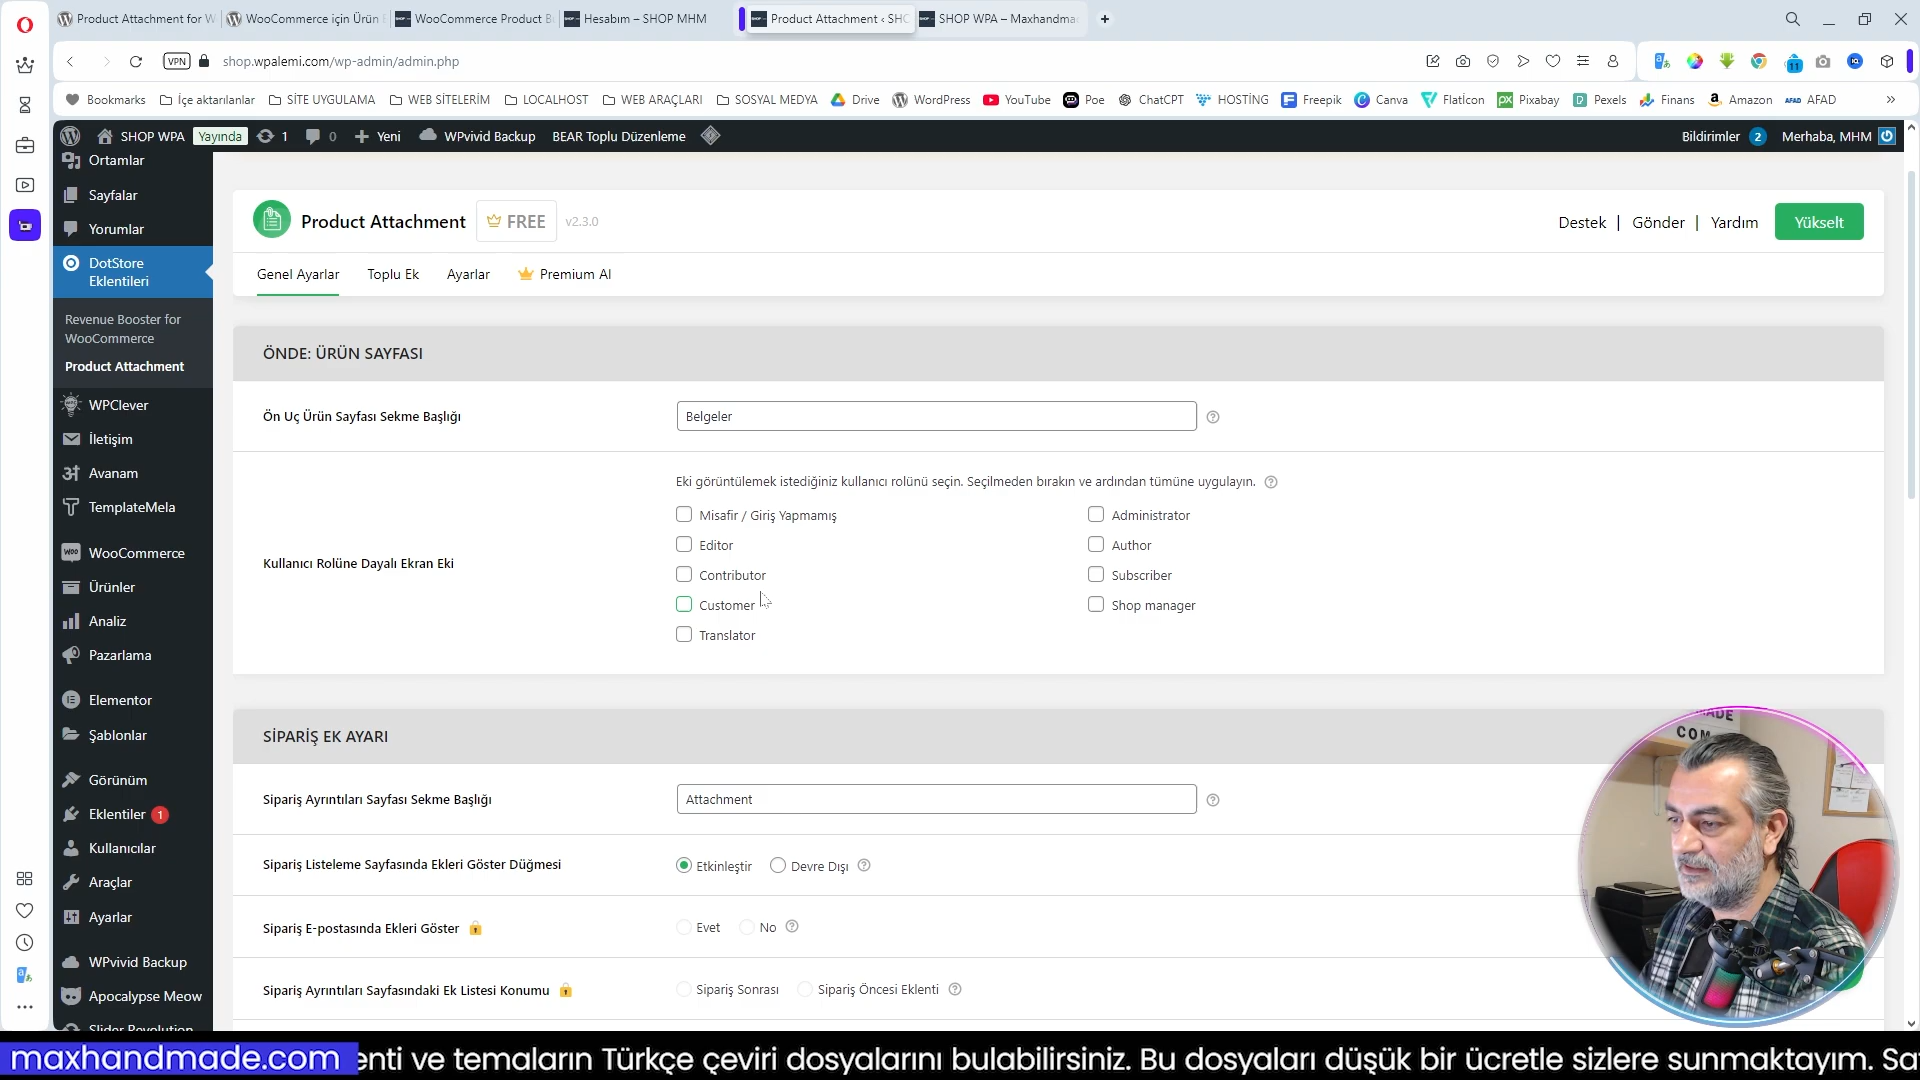 Product Attachment for W
WooCommerce için Ürün
WooCommerce Product B
Hesabım – SHOP MHM
Product Attachment ‹ SHO
SHOP WPA – Maxhandma
VPN
shop.wpalemi.com/wp-admin/admin.php
Bookmarks
İçe aktarılanlar
SİTE UYGULAMA
WEB SİTELERİM
LOCALHOST
WEB ARAÇLARI
SOSYAL MEDYA
Drive
WordPress
YouTube
Poe
ChatGPT
HOSTİNG
Freepik
Canva
Flatİcon
Pixabay
Pexels
Finans
Amazon
AFAD
SHOP WPA
Yayında
1
0
Yeni
WPvivid Backup
BEAR Toplu Düzenleme
Bildirimler 2
Merhaba, MHM
Ortamlar
Sayfalar
Yorumlar
DotStore
Eklentileri
Revenue Booster for
WooCommerce
Product Attachment
WPClever
İletişim
Avanam
TemplateMela
WooCommerce
Ürünler
Analiz
Pazarlama
Elementor
Şablonlar
Görünüm
Eklentiler 1
Kullanıcılar
Araçlar
Ayarlar
WPvivid Backup
Apocalypse Meow
Slider Revolution
Product Attachment
FREE
v2.3.0
Destek | Gönder | Yardım
Yükselt
Genel Ayarlar
Toplu Ek
Ayarlar
Premium Al
ÖNDE: ÜRÜN SAYFASI
Ön Uç Ürün Sayfası Sekme Başlığı
Belgeler
Kullanıcı Rolüne Dayalı Ekran Eki
Eki görüntülemek istediğiniz kullanıcı rolünü seçin. Seçilmeden bırakın ve ardından tümüne uygulayın.
Misafir / Giriş Yapmamış
Administrator
Editor
Author
Contributor
Subscriber
Customer
Shop manager
Translator
SİPARİŞ EK AYARI
Sipariş Ayrıntıları Sayfası Sekme Başlığı
Attachment
Sipariş Listeleme Sayfasında Ekleri Göster Düğmesi
Etkinleştir
Devre Dışı
Sipariş E-postasında Ekleri Göster
Evet
No
Sipariş Ayrıntıları Sayfasındaki Ek Listesi Konumu
Sipariş Sonrası
Sipariş Öncesi Eklenti
maxhandmade.com
enti ve temaların Türkçe çeviri dosyalarını bulabilirsiniz. Bu dosyaları düşük bir ücretle sizlere sunmaktayım. Sa